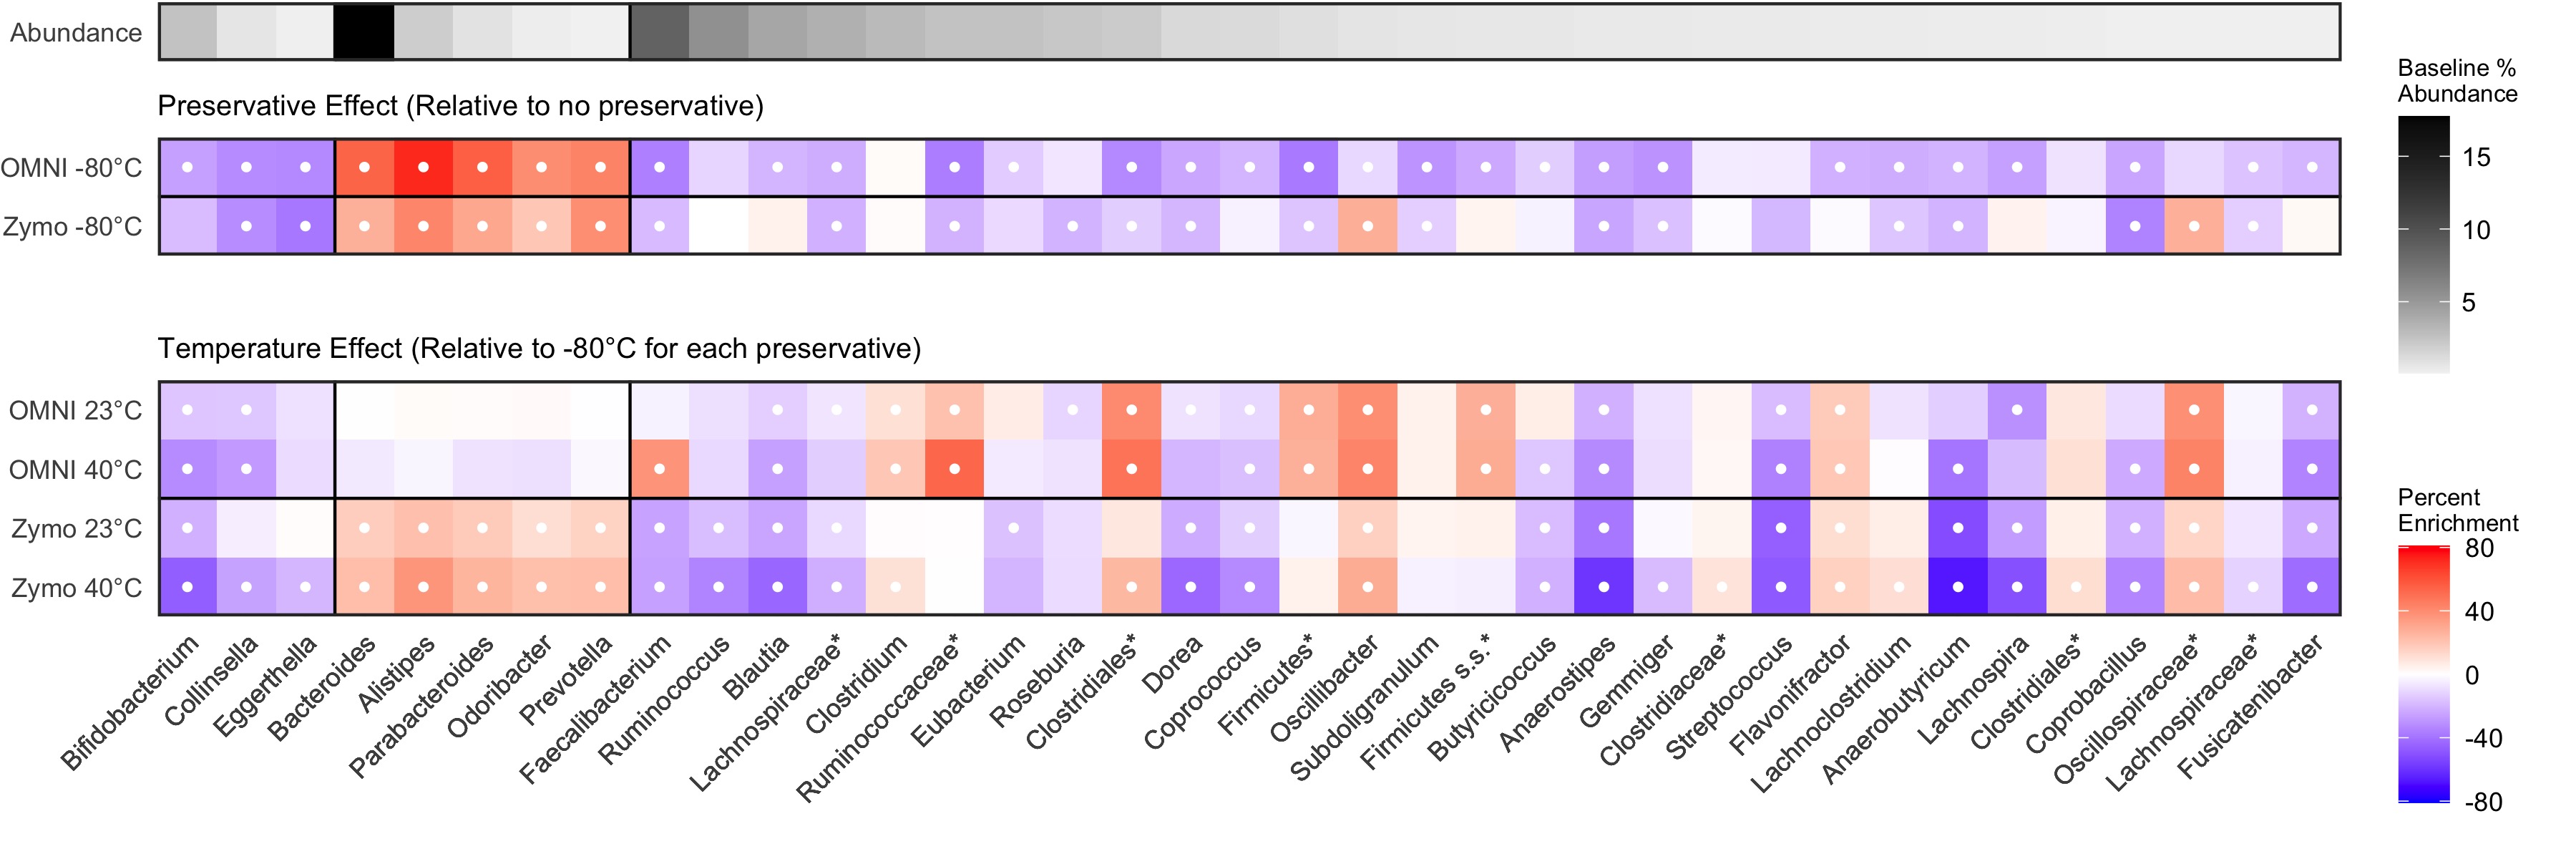 Abundance
Preservative Effect (Relative to no preservative)
OMNI -80°C
Zymo -80°C
Temperature Effect (Relative to -80°C for each preservative)
OMNI 23°C
OMNI 40°C
Zymo 23°C
Zymo 40°C
Bifidobacterium
Collinsella
Eggerthella
Bacteroides
Alistipes
Parabacteroides
Odoribacter
Prevotella
Faecalibacterium
Ruminococcus
Blautia
Lachnospiraceae*
Clostridium
Ruminococcaceae*
Eubacterium
Roseburia
Clostridiales*
Dorea
Coprococcus
Firmicutes*
Oscillibacter
Subdoligranulum
Firmicutes s.s.*
Butyricicoccus
Anaerostipes
Gemmiger
Clostridiaceae*
Streptococcus
Flavonifractor
Lachnoclostridium
Anaerobutyricum
Lachnospira
Clostridiales*
Coprobacillus
Oscillospiraceae*
Lachnospiraceae*
Fusicatenibacter
Baseline %
Abundance
15
10
5
Percent
Enrichment
80
40
0
-40
-80